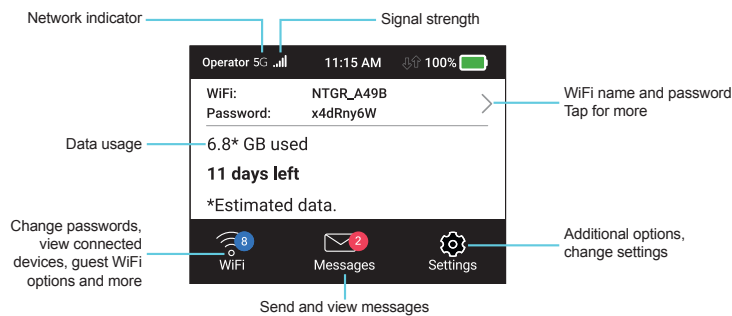 Network indicator
Signal strength
Operator 5G 11:15 AM 100%
WiFi: NTGR_A49B
Password: x4dRny6W
WiFi name and password
Tap for more
Data usage
6.8* GB used
11 days left
*Estimated data.
Change passwords,
view connected
devices, guest WiFi
options and more
8
WiFi
2
Messages
Settings
Additional options,
change settings
Send and view messages